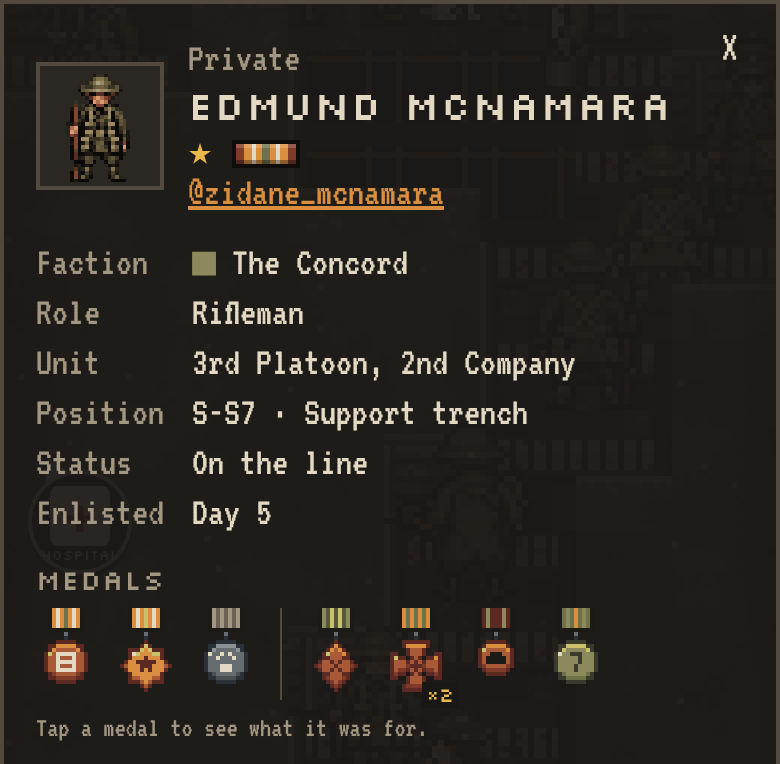 Private
X
EDMUND MCNAMARA
@zidane_mcnamara
Faction The Concord
Role Rifleman
Unit 3rd Platoon, 2nd Company
Position S-S7 · Support trench
Status On the line
Enlisted Day 5
HOSPITAL
MEDALS
×2
Tap a medal to see what it was for.